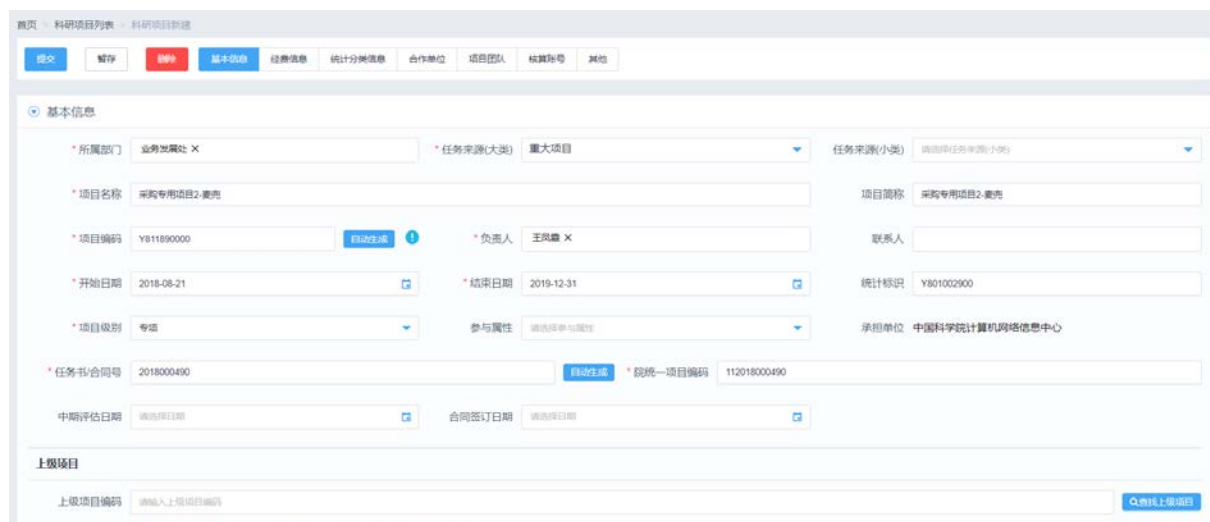 首页 > 科研项目列表 > 科研项目新建
提交 暂存 删除 基本信息 经费信息 统计分类信息 合作单位 项目团队 核算账号 其他
基本信息
* 所属部门 业务发展处 × * 任务来源(大类) 重大项目 任务来源(小类) 请选择任务来源(小类)
* 项目名称 采购专用项目2-麦壳 项目简称 采购专用项目2-麦壳
* 项目编码 Y811890000 自动生成 * 负责人 王凤嘉 × 联系人
* 开始日期 2018-08-21 * 结束日期 2019-12-31 统计标识 Y801002900
* 项目级别 专项 参与属性 请选择参与属性 承担单位 中国科学院计算机网络信息中心
* 任务书/合同号 2018000490 自动生成 * 院统一项目编码 112018000490
中期评估日期 请选择日期 合同签订日期 请选择日期
上级项目
上级项目编码 请输入上级项目编码 查找上级项目